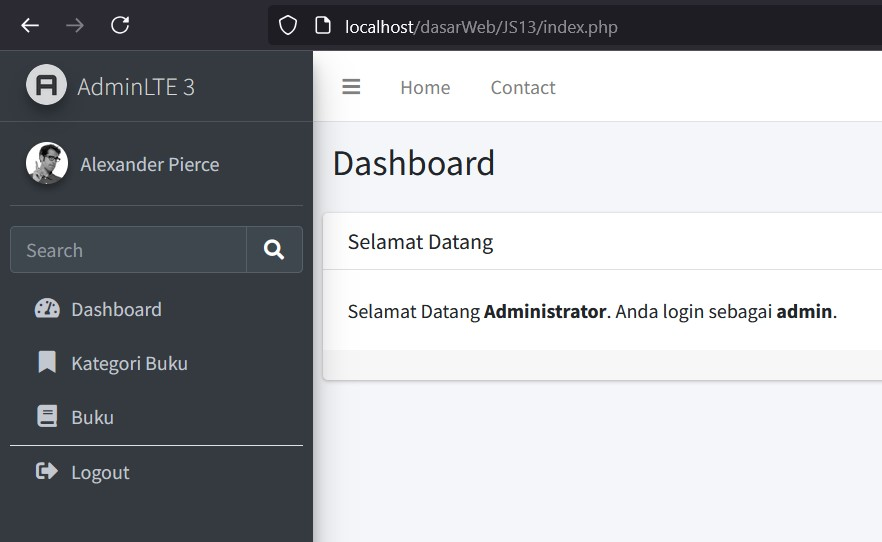 localhost/dasarWeb/JS13/index.php
AdminLTE 3
Home Contact
Alexander Pierce
Dashboard
Search
Selamat Datang
Dashboard
Selamat Datang Administrator. Anda login sebagai admin.
Kategori Buku
Buku
Logout